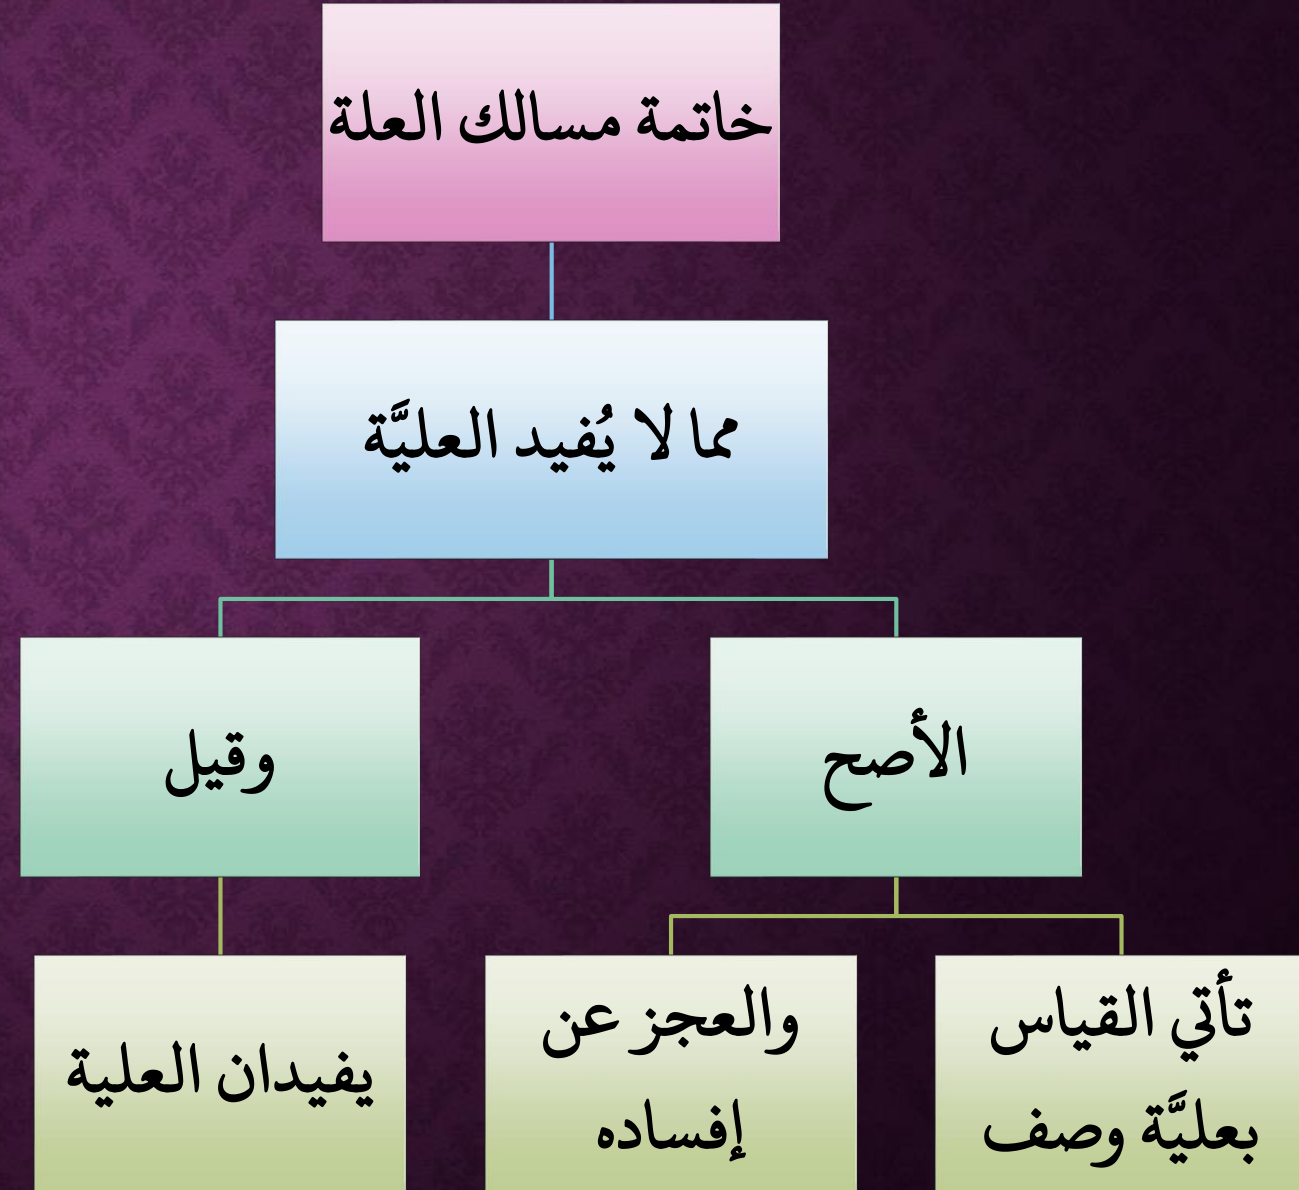 خاتمة مسالك العلة
مما لا يُفيد العليَّة
الأصح
وقيل
تأتي القياس
بعليَّة وصف
والعجز عن
إفساده
يفيدان العلية